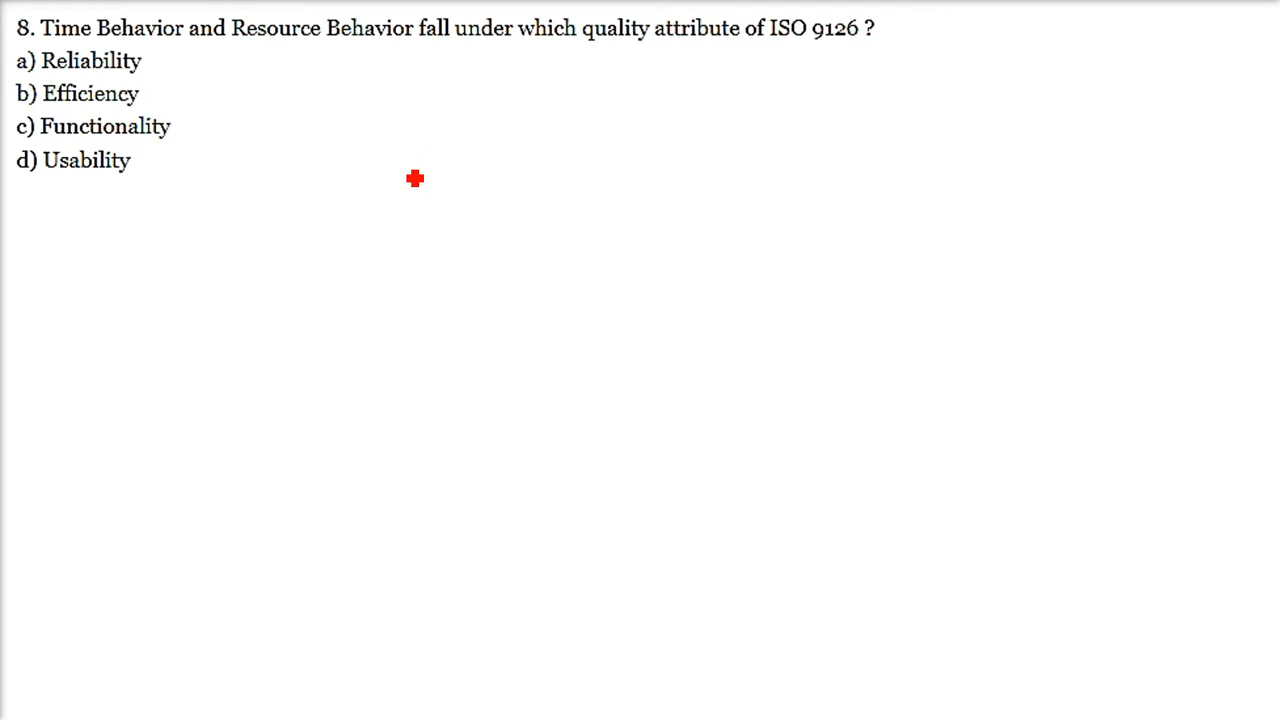 8. Time Behavior and Resource Behavior fall under which quality attribute of ISO 9126 ?
a) Reliability
b) Efficiency
c) Functionality
d) Usability